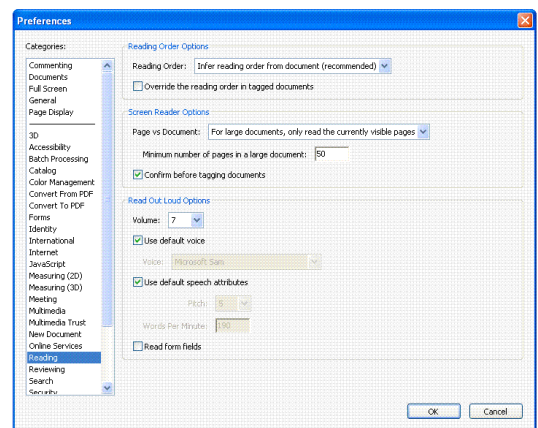 Preferences
Categories:
Commenting
Documents
Full Screen
General
Page Display
3D
Accessibility
Batch Processing
Catalog
Color Management
Convert From PDF
Convert To PDF
Forms
Identity
International
Internet
JavaScript
Measuring (2D)
Measuring (3D)
Meeting
Multimedia
Multimedia Trust
New Document
Online Services
Reading
Reviewing
Search
Security
Reading Order Options
Reading Order: Infer reading order from document (recommended)
Override the reading order in tagged documents
Screen Reader Options
Page vs Document: For large documents, only read the currently visible pages
Minimum number of pages in a large document: 50
Confirm before tagging documents
Read Out Loud Options
Volume: 7
Use default voice
Voice: Microsoft Sam
Use default speech attributes
Pitch: 5
Words Per Minute: 190
Read form fields
OK Cancel